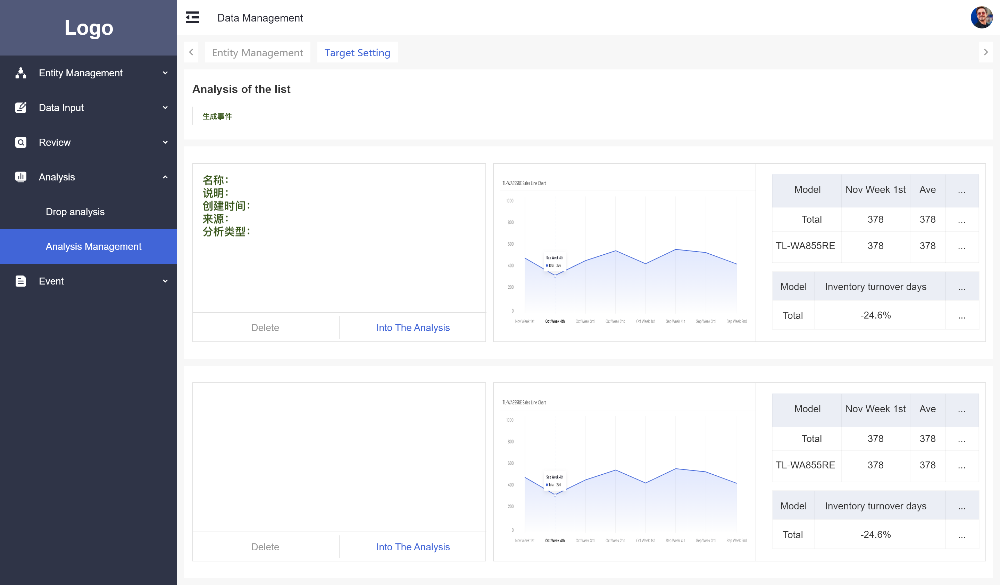 Logo
Data Management
Entity Management
Data Input
Review
Analysis
Drop analysis
Analysis Management
Event
Entity Management
Target Setting
Analysis of the list
生成事件
名称：
说明：
创建时间：
来源：
分析类型：
Delete
Into The Analysis
TL-WA855RE Sales Line Chart
1000
800
600
400
200
0
Sep Week 4th
Total 276
Nov Week 1st Oct Week 4th Oct Week 3rd Oct Week 2nd Oct Week 1st Sep Week 4th Sep Week 3rd Sep Week 2nd
Model Nov Week 1st Ave ...
Total 378 378 ...
TL-WA855RE 378 378 ...
Model Inventory turnover days ...
Total -24.6% ...
Delete
Into The Analysis
TL-WA855RE Sales Line Chart
1000
800
600
400
200
0
Sep Week 4th
Total 276
Nov Week 1st Oct Week 4th Oct Week 3rd Oct Week 2nd Oct Week 1st Sep Week 4th Sep Week 3rd Sep Week 2nd
Model Nov Week 1st Ave ...
Total 378 378 ...
TL-WA855RE 378 378 ...
Model Inventory turnover days ...
Total -24.6% ...